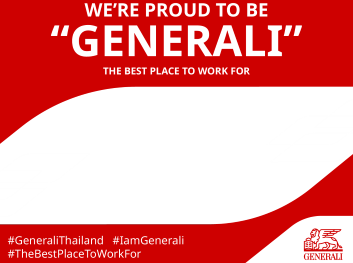 WE’RE PROUD TO BE
“GENERALI”
THE BEST PLACE TO WORK FOR
#GeneraliThailand #IamGenerali
#TheBestPlaceToWorkFor
GENERALI